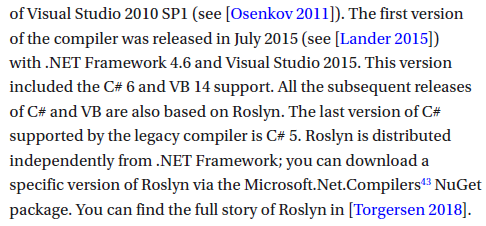 of Visual Studio 2010 SP1 (see [Osenkov 2011]). The first version
of the compiler was released in July 2015 (see [Lander 2015])
with .NET Framework 4.6 and Visual Studio 2015. This version
included the C# 6 and VB 14 support. All the subsequent releases
of C# and VB are also based on Roslyn. The last version of C#
supported by the legacy compiler is C# 5. Roslyn is distributed
independently from .NET Framework; you can download a
specific version of Roslyn via the Microsoft.Net.Compilers43 NuGet
package. You can find the full story of Roslyn in [Torgersen 2018].